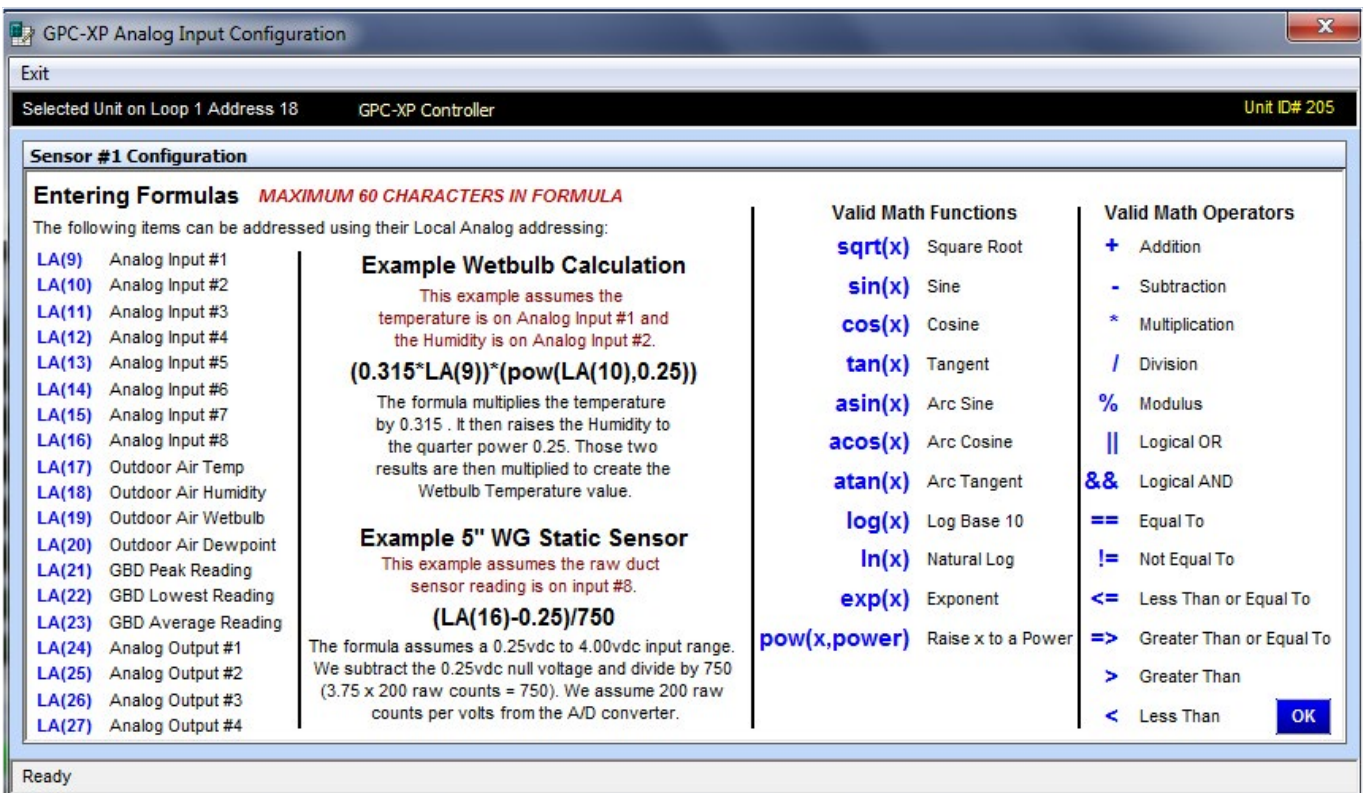 GPC-XP Analog Input Configuration
X
Exit
Selected Unit on Loop 1 Address 18 GPC-XP Controller Unit ID# 205
Sensor #1 Configuration
Entering Formulas MAXIMUM 60 CHARACTERS IN FORMULA
The following items can be addressed using their Local Analog addressing:
LA(9) Analog Input #1
LA(10) Analog Input #2
LA(11) Analog Input #3
LA(12) Analog Input #4
LA(13) Analog Input #5
LA(14) Analog Input #6
LA(15) Analog Input #7
LA(16) Analog Input #8
LA(17) Outdoor Air Temp
LA(18) Outdoor Air Humidity
LA(19) Outdoor Air Wetbulb
LA(20) Outdoor Air Dewpoint
LA(21) GBD Peak Reading
LA(22) GBD Lowest Reading
LA(23) GBD Average Reading
LA(24) Analog Output #1
LA(25) Analog Output #2
LA(26) Analog Output #3
LA(27) Analog Output #4
Example Wetbulb Calculation
This example assumes the
temperature is on Analog Input #1 and
the Humidity is on Analog Input #2.
(0.315*LA(9))*(pow(LA(10),0.25))
The formula multiplies the temperature
by 0.315 . It then raises the Humidity to
the quarter power 0.25. Those two
results are then multiplied to create the
Wetbulb Temperature value.
Example 5" WG Static Sensor
This example assumes the raw duct
sensor reading is on input #8.
(LA(16)-0.25)/750
The formula assumes a 0.25vdc to 4.00vdc input range.
We subtract the 0.25vdc null voltage and divide by 750
(3.75 x 200 raw counts = 750). We assume 200 raw
counts per volts from the A/D converter.
Valid Math Functions
sqrt(x) Square Root
sin(x) Sine
cos(x) Cosine
tan(x) Tangent
asin(x) Arc Sine
acos(x) Arc Cosine
atan(x) Arc Tangent
log(x) Log Base 10
ln(x) Natural Log
exp(x) Exponent
pow(x,power) Raise x to a Power
Valid Math Operators
+ Addition
- Subtraction
* Multiplication
/ Division
% Modulus
|| Logical OR
&& Logical AND
== Equal To
!= Not Equal To
<= Less Than or Equal To
=> Greater Than or Equal To
> Greater Than
< Less Than
OK
Ready